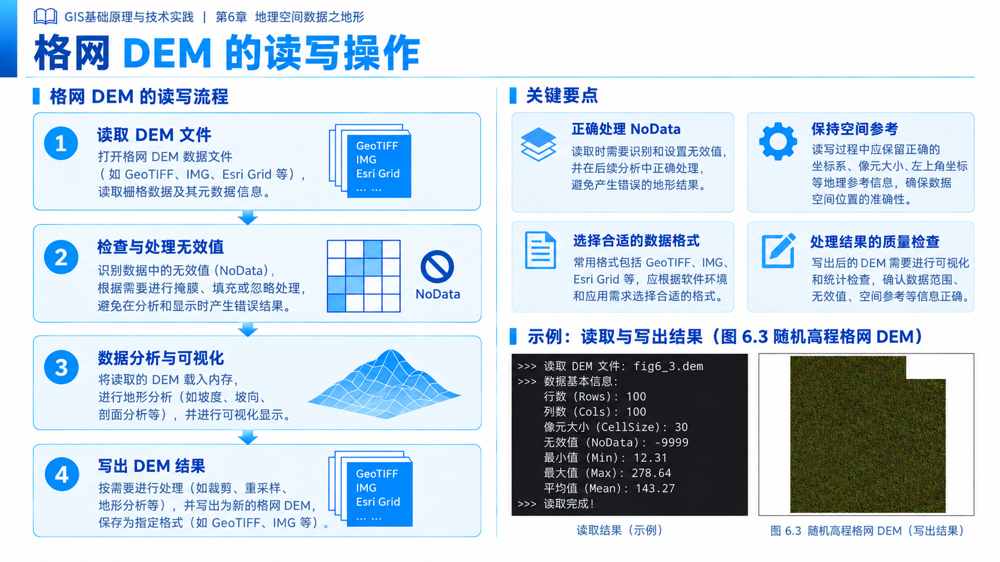 GIS基础原理与技术实践 | 第6章 地理空间数据之地形
格网 DEM 的读写操作
格网 DEM 的读写流程
1
读取 DEM 文件
打开格网 DEM 数据文件
（如 GeoTIFF、IMG、Esri Grid 等），
读取栅格数据及其元数据信息。
GeoTIFF
IMG
Esri Grid
... ...
2
检查与处理无效值
识别数据中的无效值（NoData），
根据需要进行掩膜、填充或忽略处理，
避免在分析和显示时产生错误结果。
NoData
3
数据分析与可视化
将读取的 DEM 载入内存，
进行地形分析（如坡度、坡向、
剖面分析等），并进行可视化显示。
4
写出 DEM 结果
按需要进行处理（如裁剪、重采样、
地形分析等），并写出为新的格网 DEM，
保存为指定格式（如 GeoTIFF、IMG 等）。
GeoTIFF
IMG
Esri Grid
... ...
关键要点
正确处理 NoData
读取时需要识别和设置无效值，
并在后续分析中正确处理，
避免产生错误的地形结果。
保持空间参考
读写过程中应保留正确的
坐标系、像元大小、左上角坐标
等地理参考信息，确保数据
空间位置的准确性。
选择合适的数据格式
常用格式包括 GeoTIFF、IMG、
Esri Grid 等，应根据软件环境
和应用需求选择合适的格式。
处理结果的质量检查
写出后的 DEM 需要进行可视化
和统计检查，确认数据范围、
无效值、空间参考等信息正确。
示例：读取与写出结果（图 6.3 随机高程格网 DEM）
>>> 读取 DEM 文件: fig6_3.dem
>>> 数据基本信息:
行数 (Rows): 100
列数 (Cols): 100
像元大小 (CellSize): 30
无效值 (NoData): -9999
最小值 (Min): 12.31
最大值 (Max): 278.64
平均值 (Mean): 143.27
>>> 读取完成!
读取结果（示例）
图 6.3 随机高程格网 DEM（写出结果）